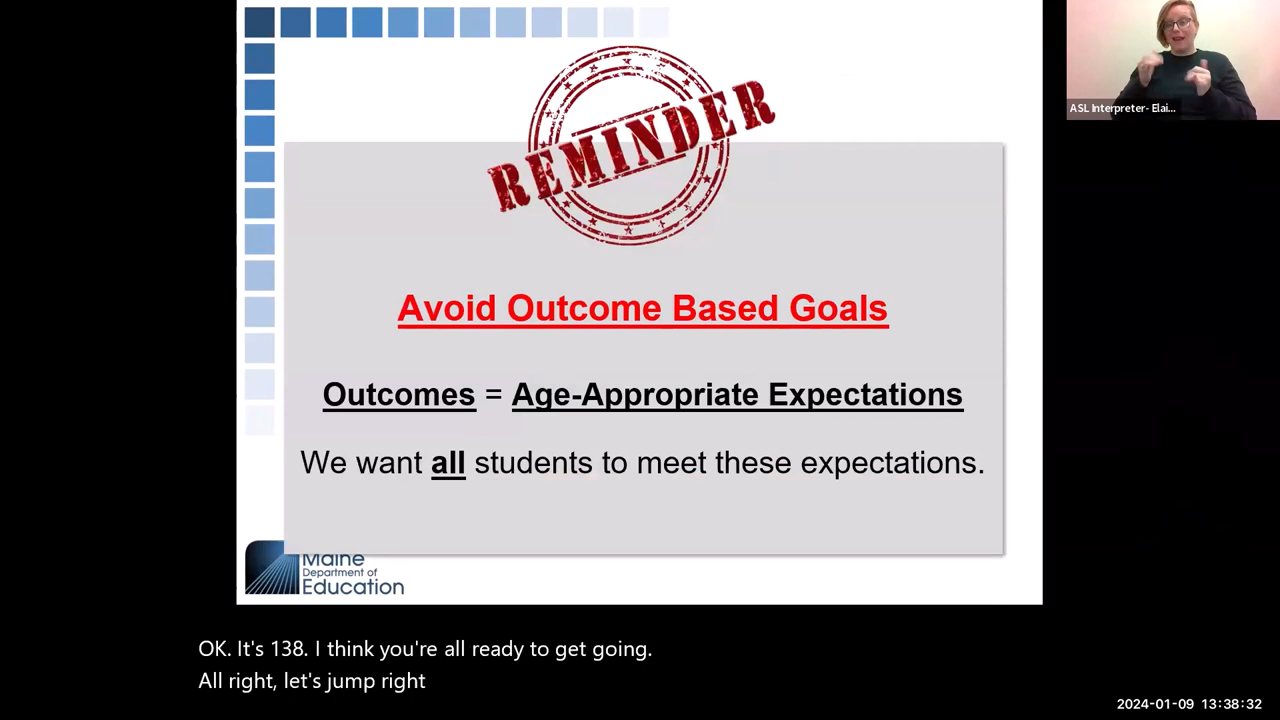 ASL Interpreter- Elai...
REMINDER
Avoid Outcome Based Goals
Outcomes = Age-Appropriate Expectations
We want all students to meet these expectations.
Maine
Department of
Education
OK. It's 138. I think you're all ready to get going.
All right, let's jump right
2024-01-09 13:38:32